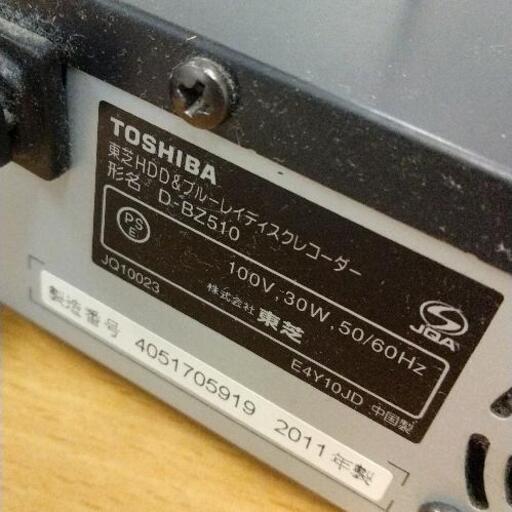 TOSHIBA
東芝HDD&ブルーレイディスクレコーダー
形名 D-BZ510
PS
E
100V,30W,50/60Hz
JQ10023
株式会社 東芝
JQA
E4Y10JD 中国製
製造番号 4051705919 2011年製